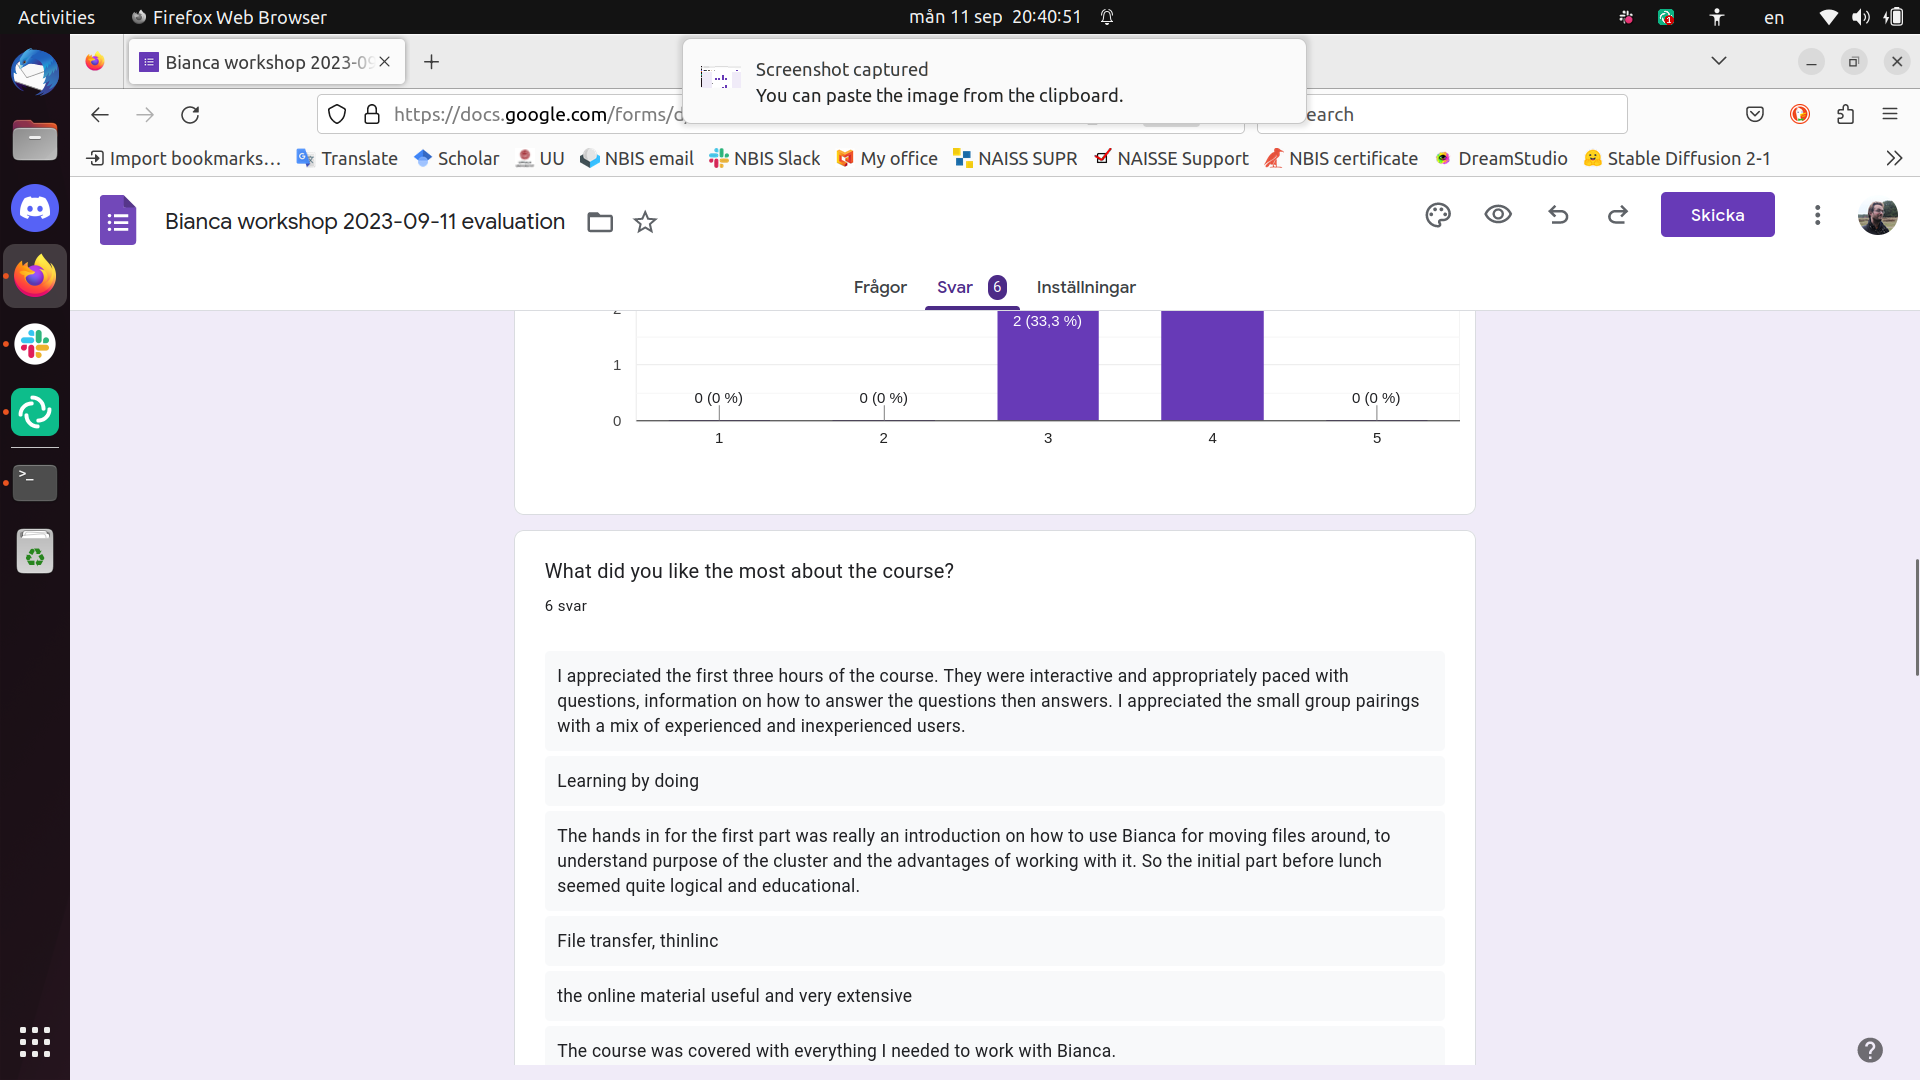 Activities
Firefox Web Browser
mån 11 sep 20:40:51
en
Bianca workshop 2023-09
Screenshot captured
You can paste the image from the clipboard.
https://docs.google.com/forms/d
earch
Import bookmarks…
Translate
Scholar
UU
NBIS email
NBIS Slack
My office
NAISS SUPR
NAISSE Support
NBIS certificate
DreamStudio
Stable Diffusion 2-1
Bianca workshop 2023-09-11 evaluation
Skicka
Frågor
Svar 6
Inställningar
2
2 (33,3 %)
1
0 (0 %)
0 (0 %)
0 (0 %)
0
1
2
3
4
5
What did you like the most about the course?
6 svar
I appreciated the first three hours of the course. They were interactive and appropriately paced with
questions, information on how to answer the questions then answers. I appreciated the small group pairings
with a mix of experienced and inexperienced users.
Learning by doing
The hands in for the first part was really an introduction on how to use Bianca for moving files around, to
understand purpose of the cluster and the advantages of working with it. So the initial part before lunch
seemed quite logical and educational.
File transfer, thinlinc
the online material useful and very extensive
The course was covered with everything I needed to work with Bianca.